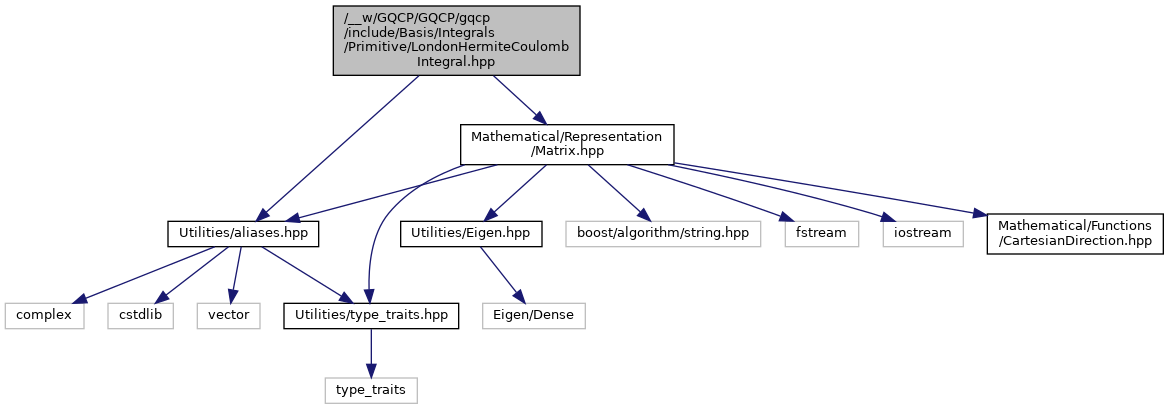 /__w/GQCP/GQCP/gqcp
/include/Basis/Integrals
/Primitive/LondonHermiteCoulomb
Integral.hpp
Mathematical/Representation
/Matrix.hpp
Utilities/aliases.hpp
Utilities/Eigen.hpp
boost/algorithm/string.hpp
fstream
iostream
Mathematical/Functions
/CartesianDirection.hpp
complex
cstdlib
vector
Utilities/type_traits.hpp
Eigen/Dense
type_traits